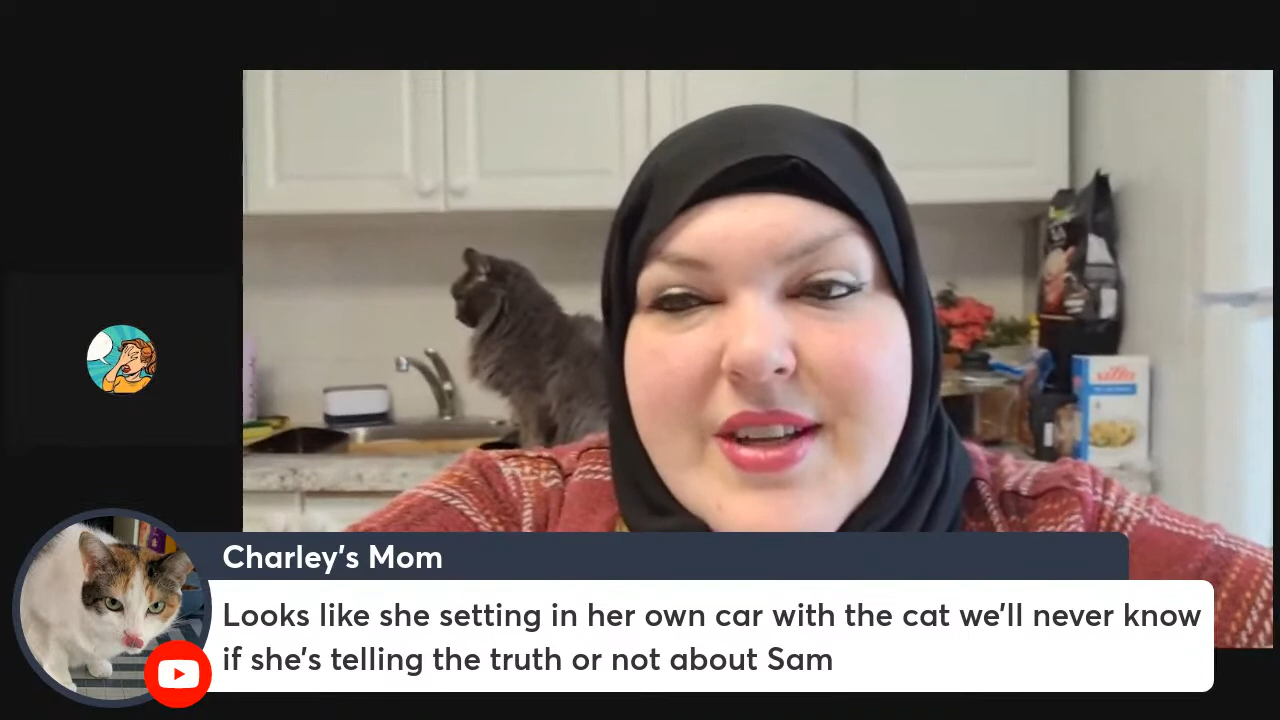 Charley's Mom
Looks like she setting in her own car with the cat we'll never know
if she's telling the truth or not about Sam